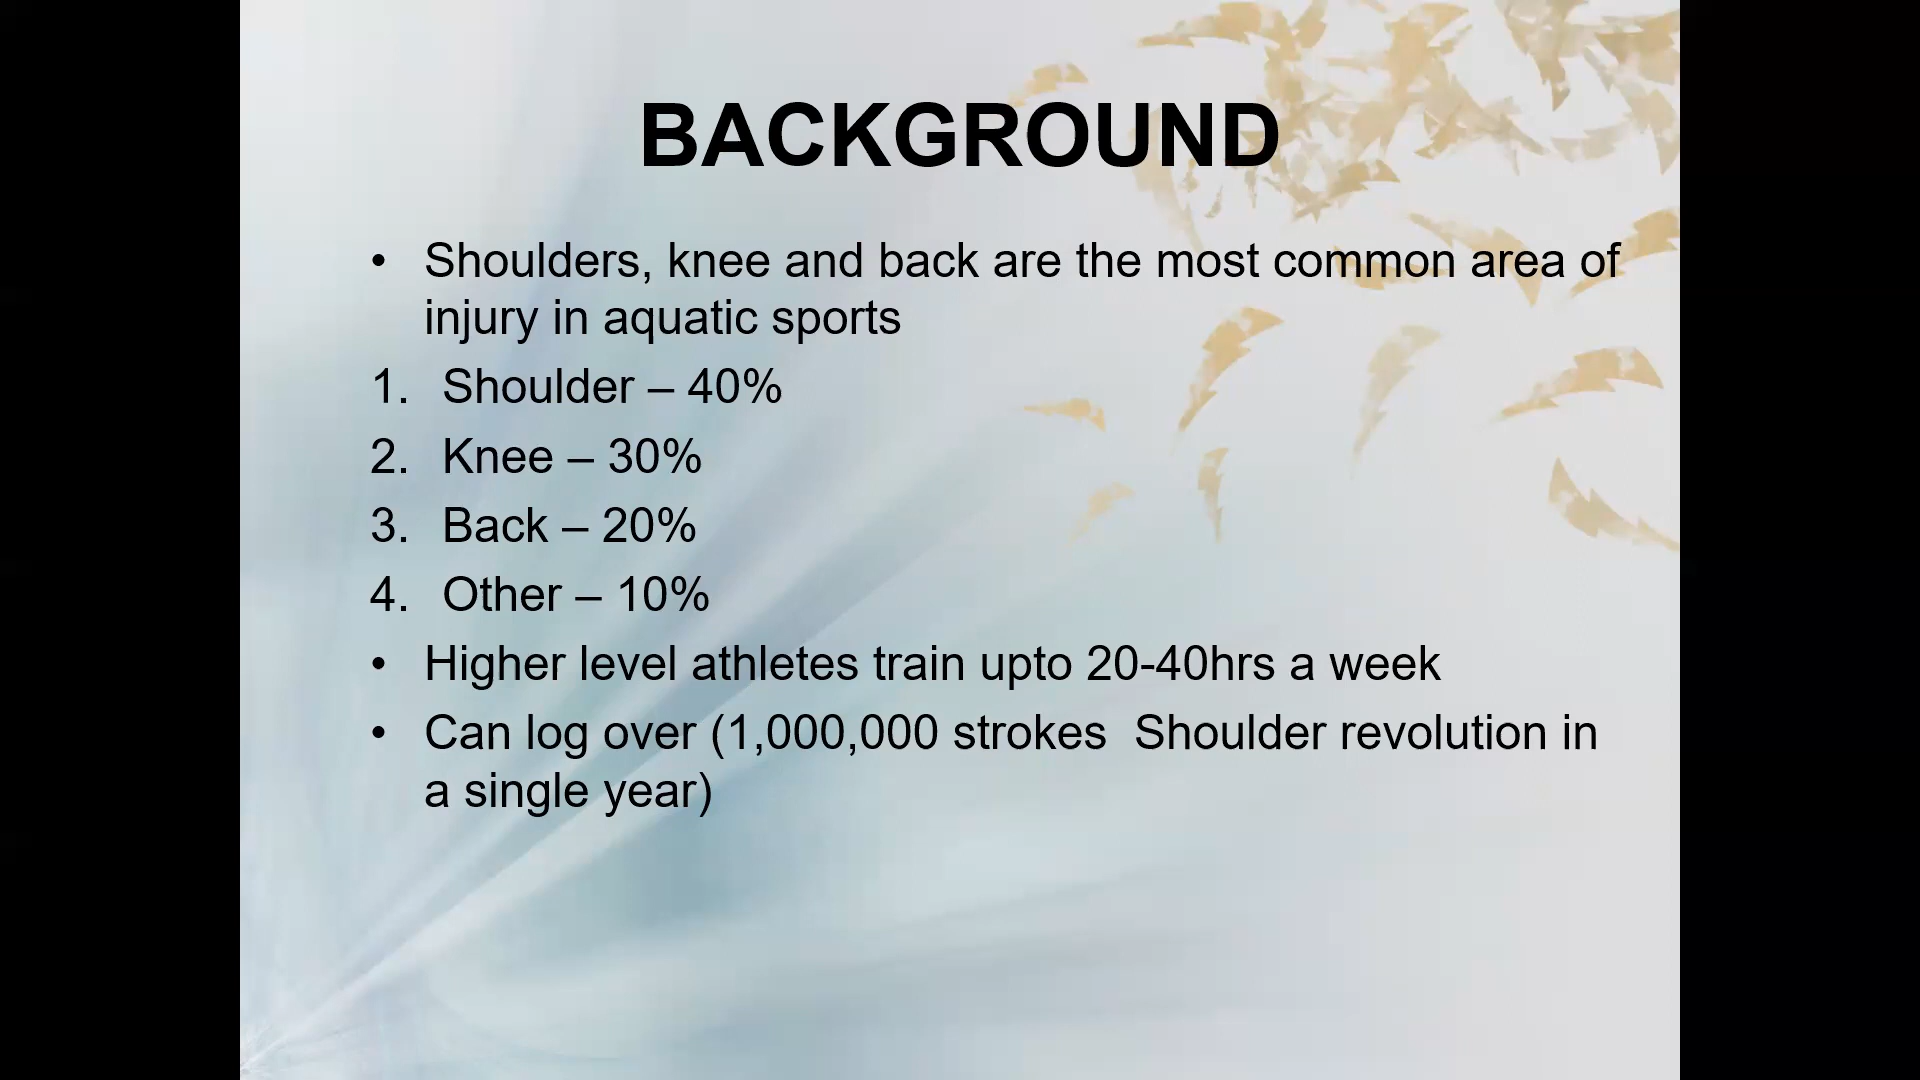 BACKGROUND
• Shoulders, knee and back are the most common area of
injury in aquatic sports
1. Shoulder – 40%
2. Knee – 30%
3. Back – 20%
4. Other – 10%
• Higher level athletes train upto 20-40hrs a week
• Can log over (1,000,000 strokes  Shoulder revolution in
a single year)